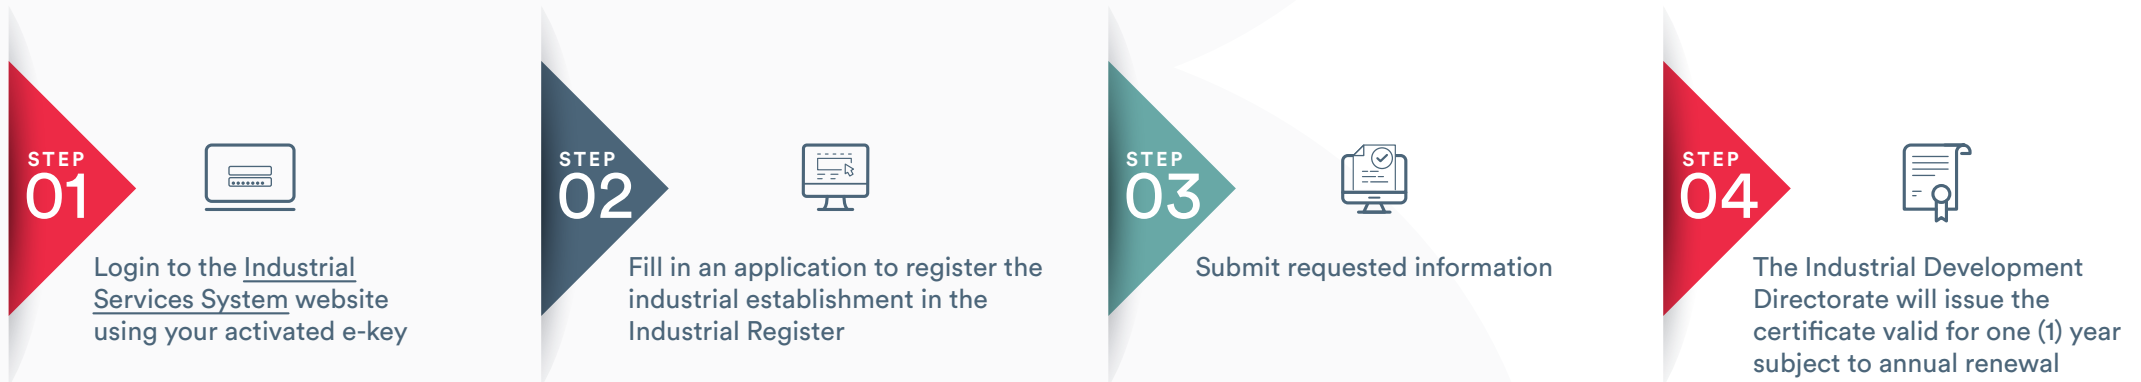 STEP
01
Login to the Industrial
Services System website
using your activated e-key
STEP
02
Fill in an application to register the
industrial establishment in the
Industrial Register
STEP
03
Submit requested information
STEP
04
The Industrial Development
Directorate will issue the
certificate valid for one (1) year
subject to annual renewal